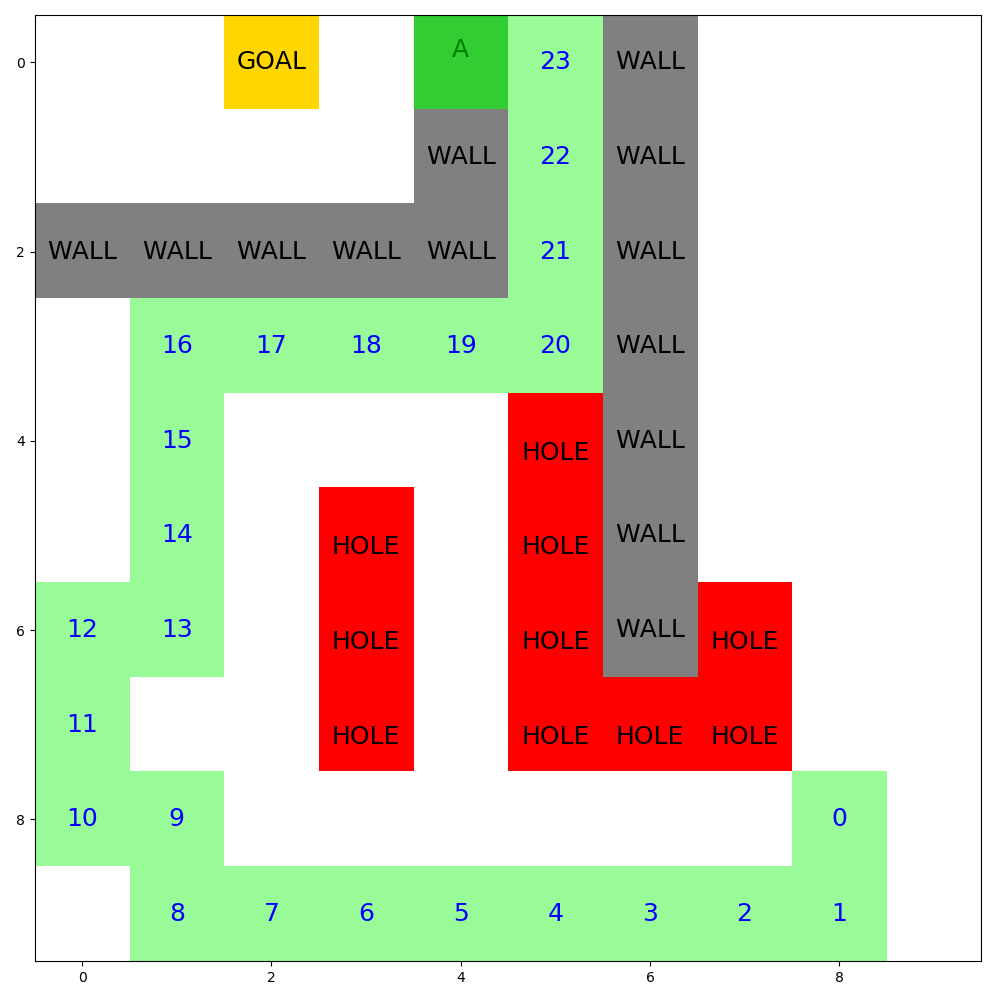 0 GOAL A 23 WALL
WALL 22 WALL
2 WALL WALL WALL WALL WALL 21 WALL
16 17 18 19 20 WALL
4 15 HOLE WALL
14 HOLE HOLE WALL
6 12 13 HOLE HOLE WALL HOLE
11 HOLE HOLE HOLE HOLE
8 10 9 0
8 7 6 5 4 3 2 1
0 2 4 6 8